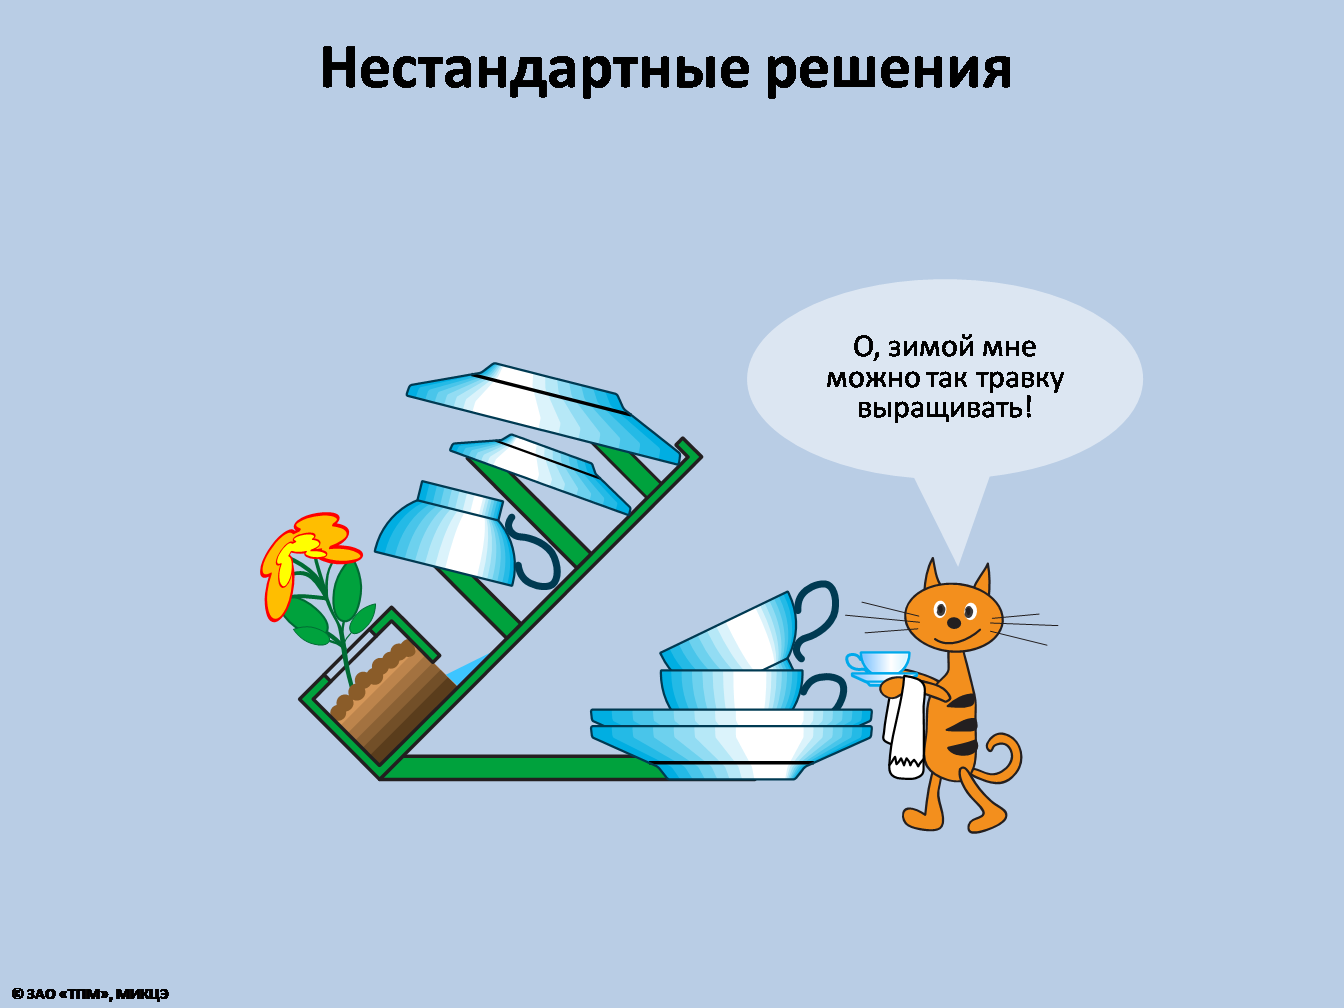 Нестандартные решения
О, зимой мне
можно так травку
выращивать!
© ЗАО «ТПМ», МИКЦЭ